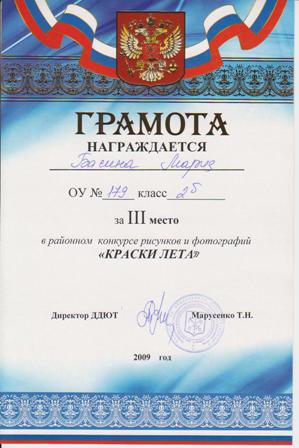 ГРАМОТА
НАГРАЖДАЕТСЯ
Басина Мария
ОУ № 179 класс 2б
за III место
в районном конкурсе рисунков и фотографий
«КРАСКИ ЛЕТА»
Директор ДДЮТ Марусенко Т.Н.
2009 год